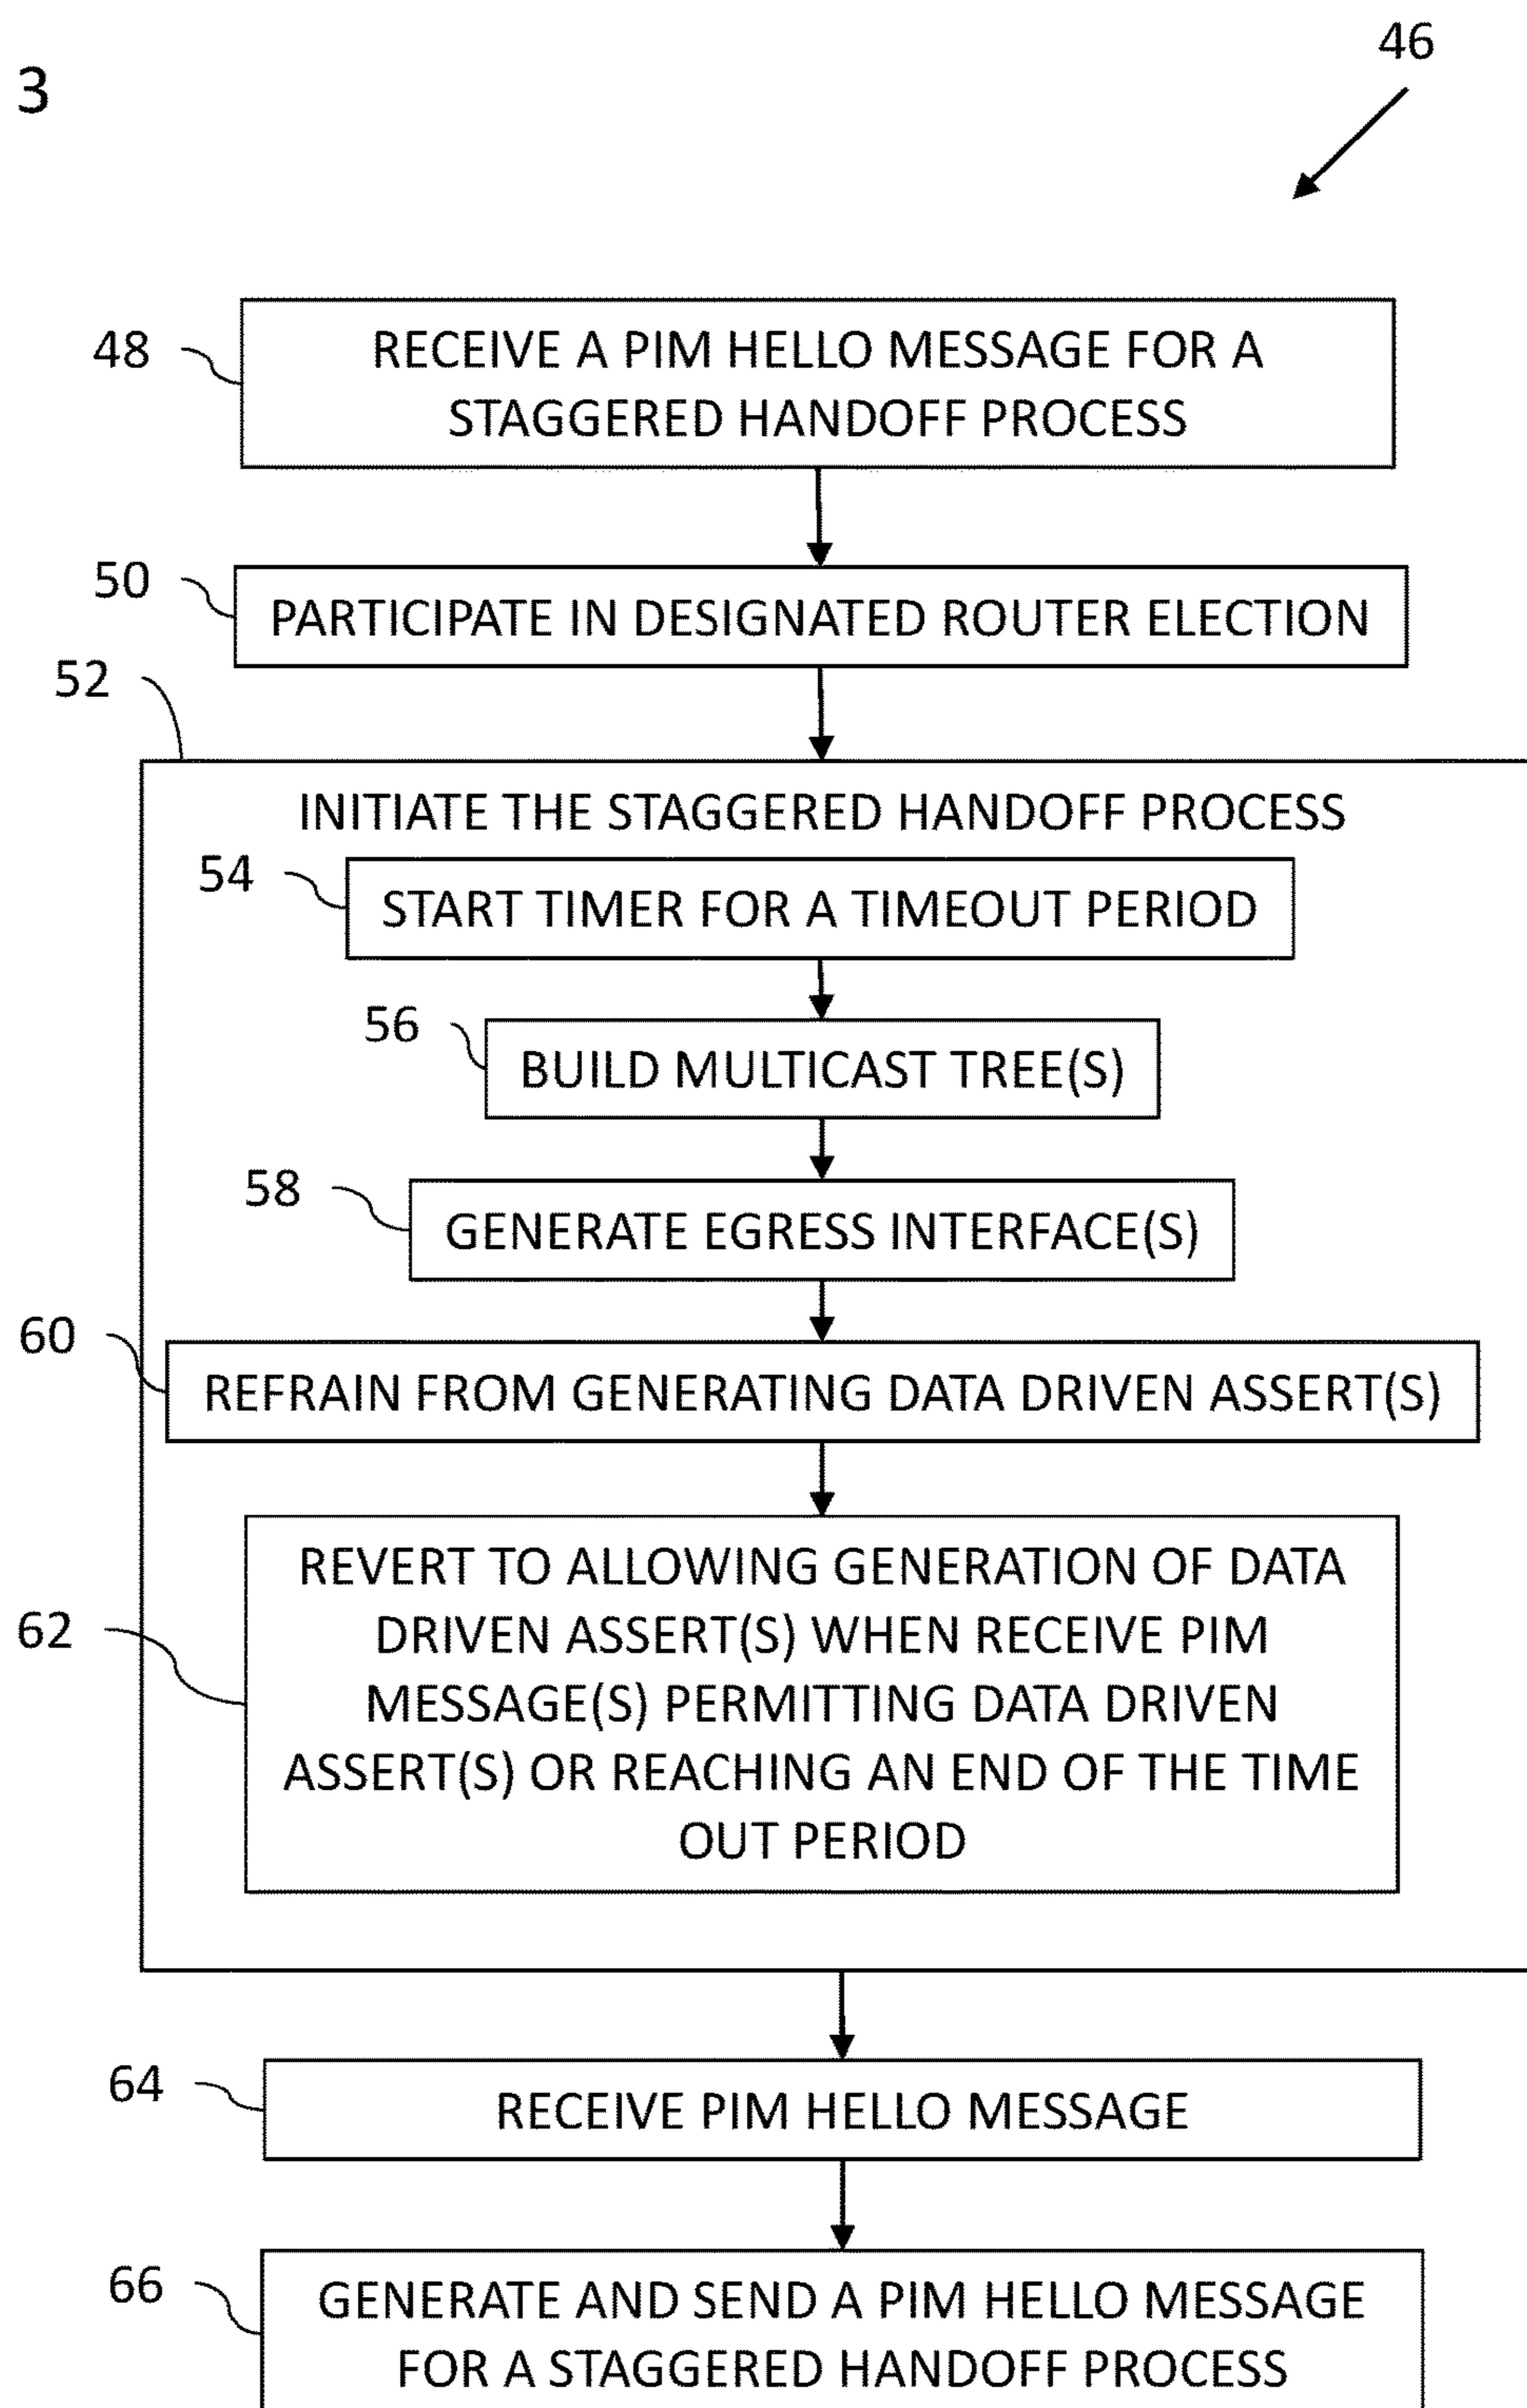 3
46
48
RECEIVE A PIM HELLO MESSAGE FOR A
STAGGERED HANDOFF PROCESS
50
PARTICIPATE IN DESIGNATED ROUTER ELECTION
52
INITIATE THE STAGGERED HANDOFF PROCESS
54
START TIMER FOR A TIMEOUT PERIOD
56
BUILD MULTICAST TREE(S)
58
GENERATE EGRESS INTERFACE(S)
60
REFRAIN FROM GENERATING DATA DRIVEN ASSERT(S)
62
REVERT TO ALLOWING GENERATION OF DATA
DRIVEN ASSERT(S) WHEN RECEIVE PIM
MESSAGE(S) PERMITTING DATA DRIVEN
ASSERT(S) OR REACHING AN END OF THE TIME
OUT PERIOD
64
RECEIVE PIM HELLO MESSAGE
66
GENERATE AND SEND A PIM HELLO MESSAGE
FOR A STAGGERED HANDOFF PROCESS